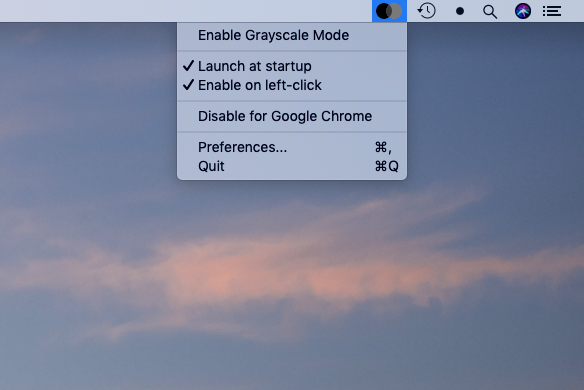 Enable Grayscale Mode
✓ Launch at startup
✓ Enable on left-click
Disable for Google Chrome
Preferences... ⌘,
Quit ⌘Q